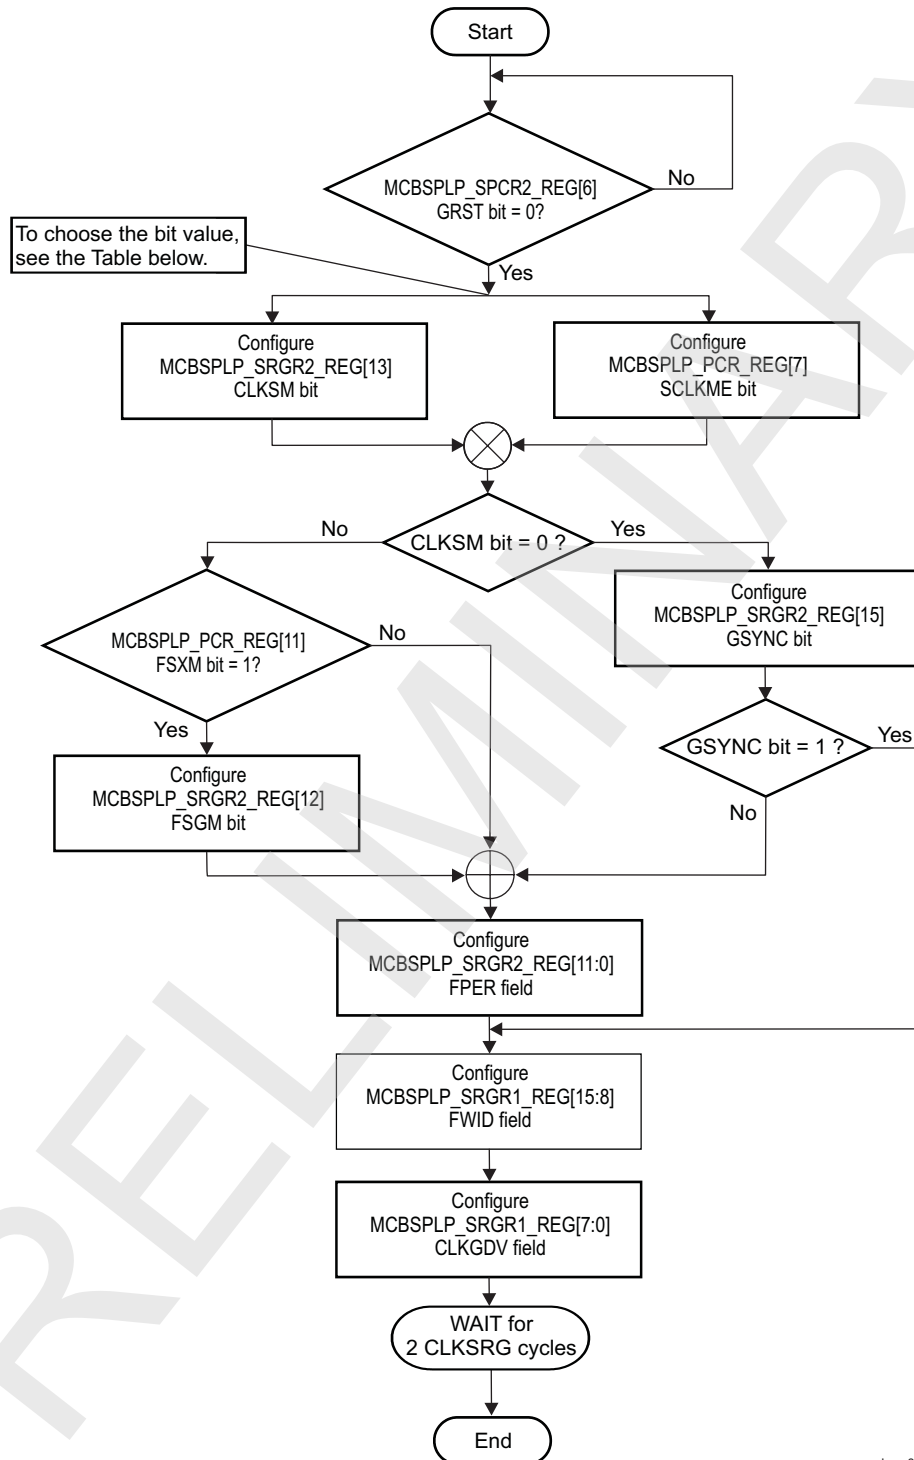 Start
MCBSPLP_SPCR2_REG[6]
GRST bit = 0?
No
To choose the bit value,
see the Table below.
Yes
Configure
MCBSPLP_SRGR2_REG[13]
CLKSM bit
Configure
MCBSPLP_PCR_REG[7]
SCLKME bit
No
CLKSM bit = 0 ?
Yes
Configure
MCBSPLP_SRGR2_REG[15]
GSYNC bit
MCBSPLP_PCR_REG[11]
FSXM bit = 1?
No
Yes
GSYNC bit = 1 ?
Yes
Configure
MCBSPLP_SRGR2_REG[12]
FSGM bit
No
Configure
MCBSPLP_SRGR2_REG[11:0]
FPER field
Configure
MCBSPLP_SRGR1_REG[15:8]
FWID field
Configure
MCBSPLP_SRGR1_REG[7:0]
CLKGDV field
WAIT for
2 CLKSRG cycles
End
RELIMINARY